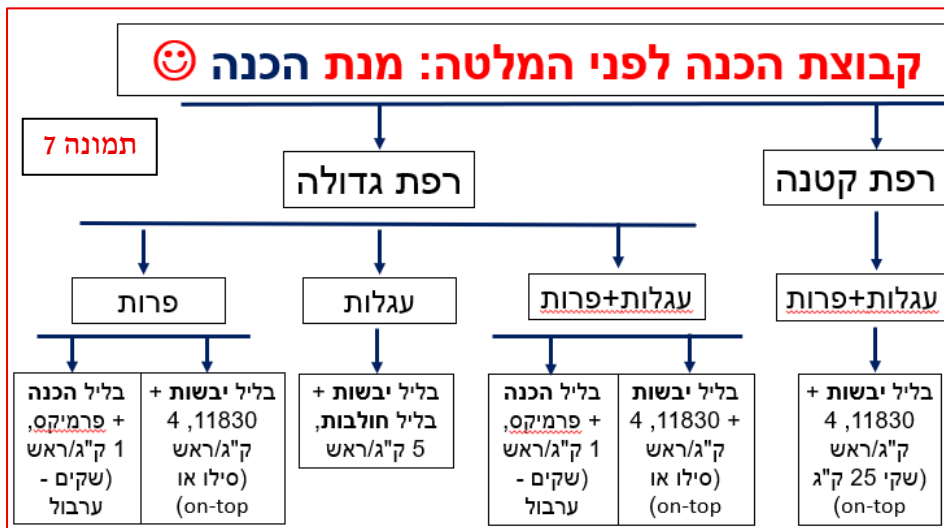 קבוצת הכנה לפני המלטה: מנת הכנה ☺
תמונה 7
רפת קטנה
רפת גדולה
עגלות+פרות
עגלות+פרות
עגלות
פרות
בליל יבשות +
11830, 4
ק"ג/ראש
(שקי 25 ק"ג
on-top)
בליל יבשות
+ 11830, 4
ק"ג/ראש
(סילו או
on-top)
בליל הכנה
+ פרמיקס,
1 ק"ג/ראש
(שקים -
ערבול
בליל יבשות +
בליל חולבות,
5 ק"ג/ראש
בליל יבשות +
11830, 4
ק"ג/ראש
(סילו או
on-top)
בליל הכנה
+ פרמיקס,
1 ק"ג/ראש
(שקים -
ערבול